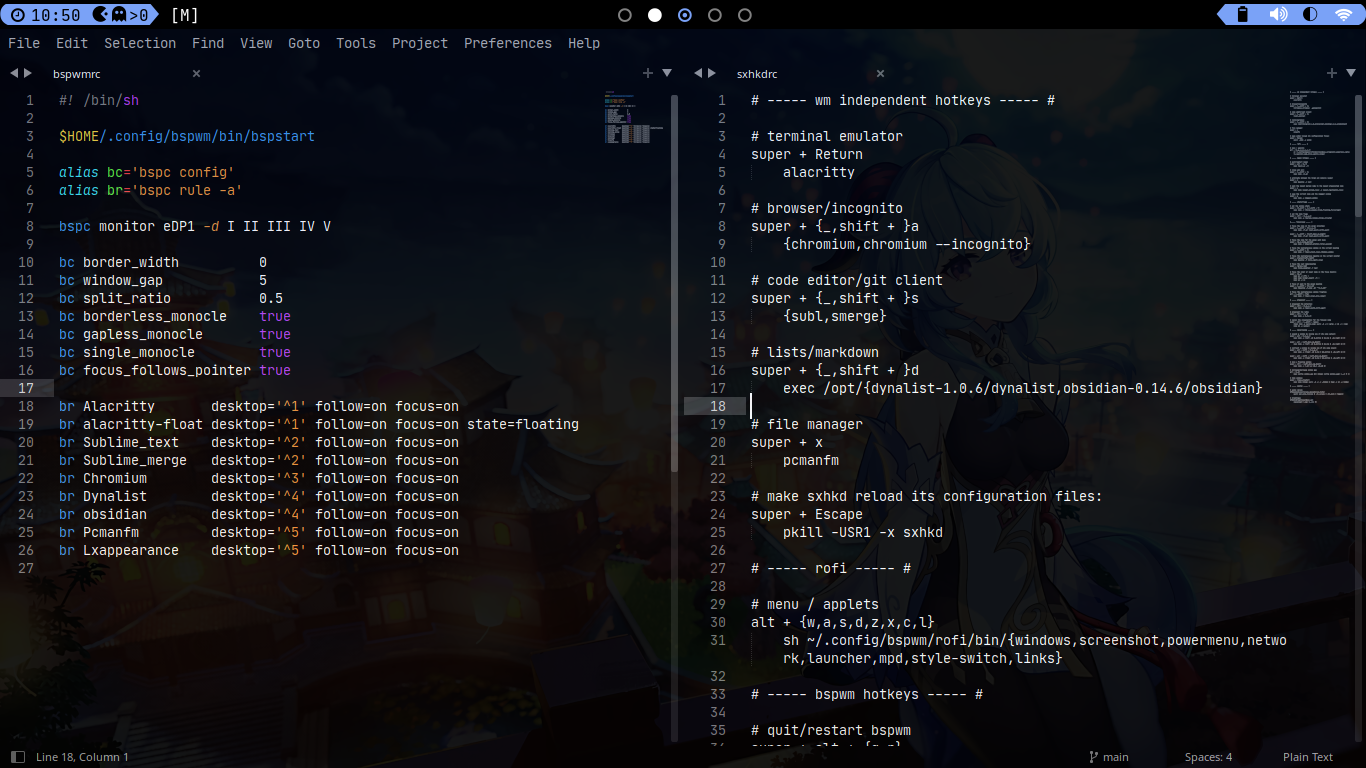 10:50 >0 [M]
File Edit Selection Find View Goto Tools Project Preferences Help
bspwmrc
1 #! /bin/sh
2
3 $HOME/.config/bspwm/bin/bspstart
4
5 alias bc='bspc config'
6 alias br='bspc rule -a'
7
8 bspc monitor eDP1 -d I II III IV V
9
10 bc border_width 0
11 bc window_gap 5
12 bc split_ratio 0.5
13 bc borderless_monocle true
14 bc gapless_monocle true
15 bc single_monocle true
16 bc focus_follows_pointer true
17
18 br Alacritty desktop='^1' follow=on focus=on
19 br alacritty-float desktop='^1' follow=on focus=on state=floating
20 br Sublime_text desktop='^2' follow=on focus=on
21 br Sublime_merge desktop='^2' follow=on focus=on
22 br Chromium desktop='^3' follow=on focus=on
23 br Dynalist desktop='^4' follow=on focus=on
24 br obsidian desktop='^4' follow=on focus=on
25 br Pcmanfm desktop='^5' follow=on focus=on
26 br Lxappearance desktop='^5' follow=on focus=on
27
sxhkdrc
1 # ----- wm independent hotkeys ----- #
2
3 # terminal emulator
4 super + Return
5 alacritty
6
7 # browser/incognito
8 super + {_,shift + }a
9 {chromium,chromium --incognito}
10
11 # code editor/git client
12 super + {_,shift + }s
13 {subl,smerge}
14
15 # lists/markdown
16 super + {_,shift + }d
17 exec /opt/{dynalist-1.0.6/dynalist,obsidian-0.14.6/obsidian}
18
19 # file manager
20 super + x
21 pcmanfm
22
23 # make sxhkd reload its configuration files:
24 super + Escape
25 pkill -USR1 -x sxhkd
26
27 # ----- rofi ----- #
28
29 # menu / applets
30 alt + {w,a,s,d,z,x,c,l}
31 sh ~/.config/bspwm/rofi/bin/{windows,screenshot,powermenu,netwo
rk,launcher,mpd,style-switch,links}
32
33 # ----- bspwm hotkeys ----- #
34
35 # quit/restart bspwm
Line 18, Column 1
main
Spaces: 4
Plain Text